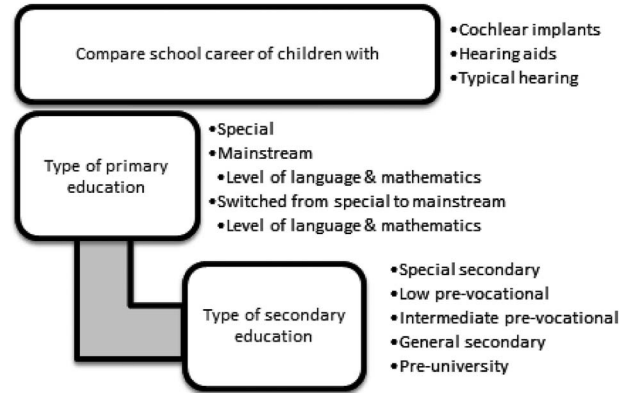 Compare school career of children with
•Cochlear implants
•Hearing aids
•Typical hearing
Type of primary
education
•Special
•Mainstream
•Level of language & mathematics
•Switched from special to mainstream
•Level of language & mathematics
Type of secondary
education
•Special secondary
•Low pre-vocational
•Intermediate pre-vocational
•General secondary
•Pre-university